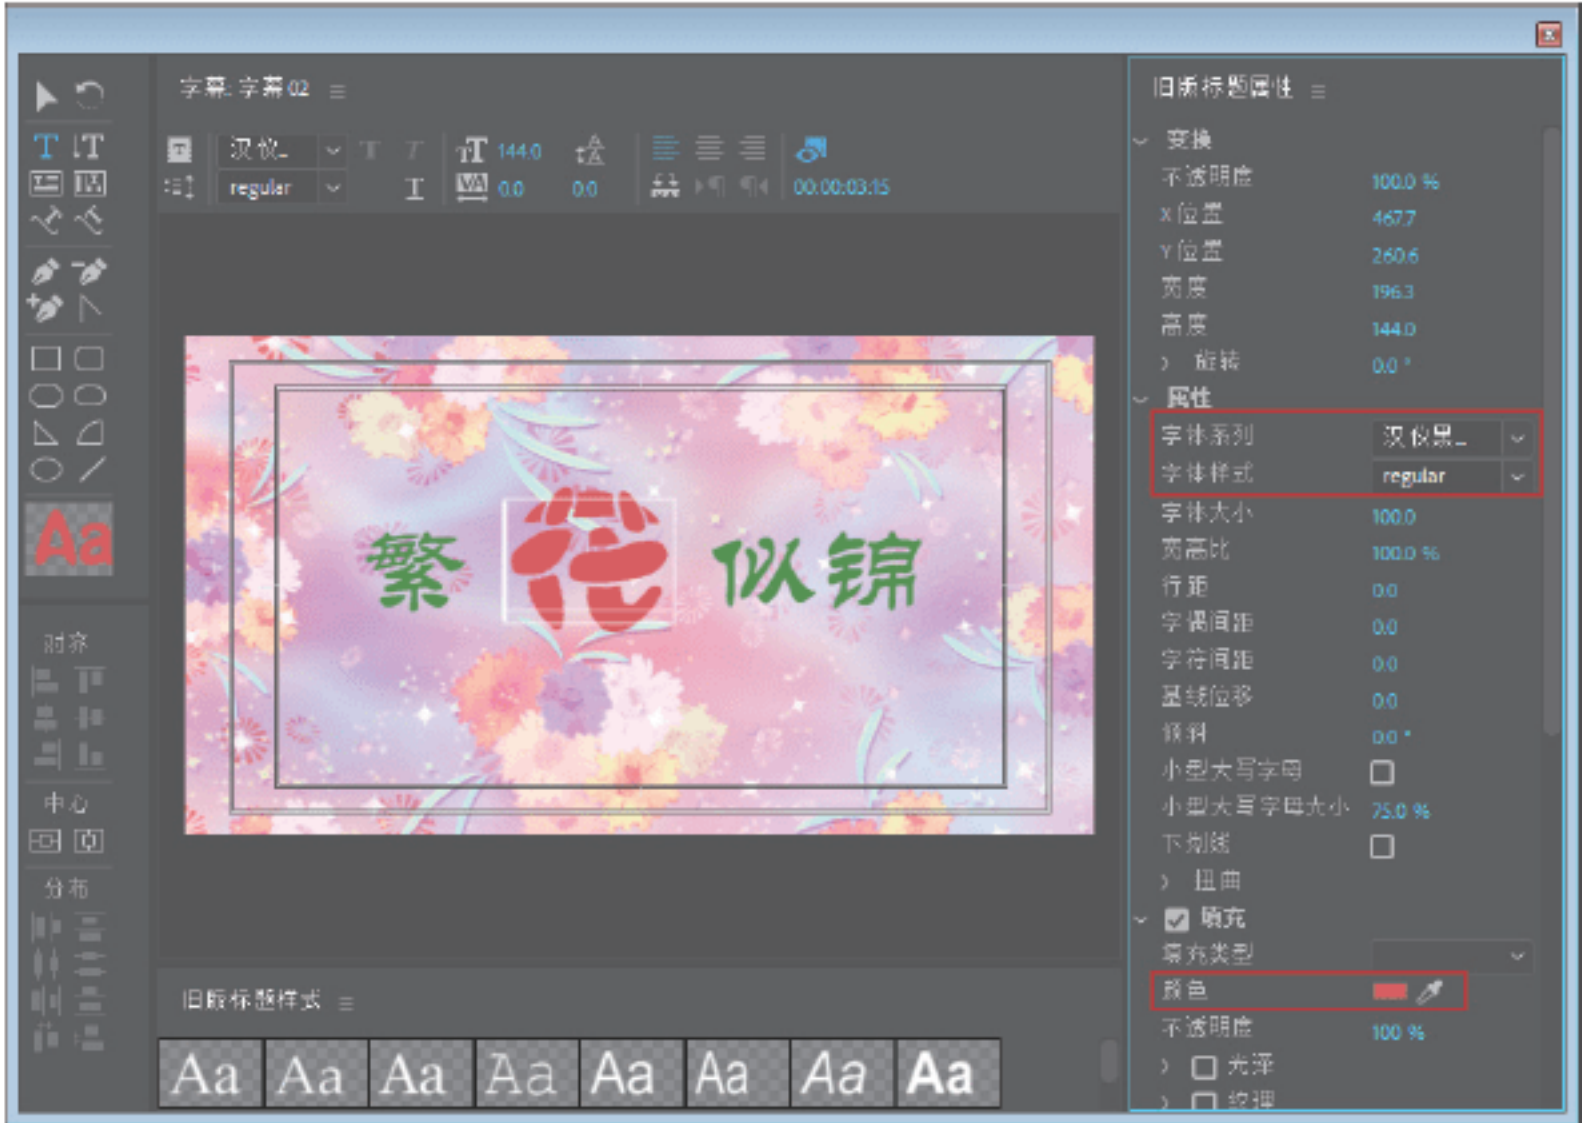 字幕: 字幕 02
旧版标题属性
汉仪...
144.0
regular
0.0
0.0
00:00:03:15
变换
不透明度 100.0 %
X 位置 467.7
Y 位置 260.6
宽度 196.3
高度 144.0
旋转 0.0 °
属性
字体系列 汉仪黑...
字体样式 regular
字体大小 100.0
宽高比 100.0 %
行距 0.0
字偶间距 0.0
字符间距 0.0
基线位移 0.0
倾斜 0.0 °
小型大写字母
小型大写字母大小 75.0 %
下划线
扭曲
填充
填充类型
颜色
不透明度 100 %
光泽
纹理
繁花似锦
Aa
对齐
中心
分布
旧版标题样式
Aa Aa Aa Aa Aa Aa Aa Aa